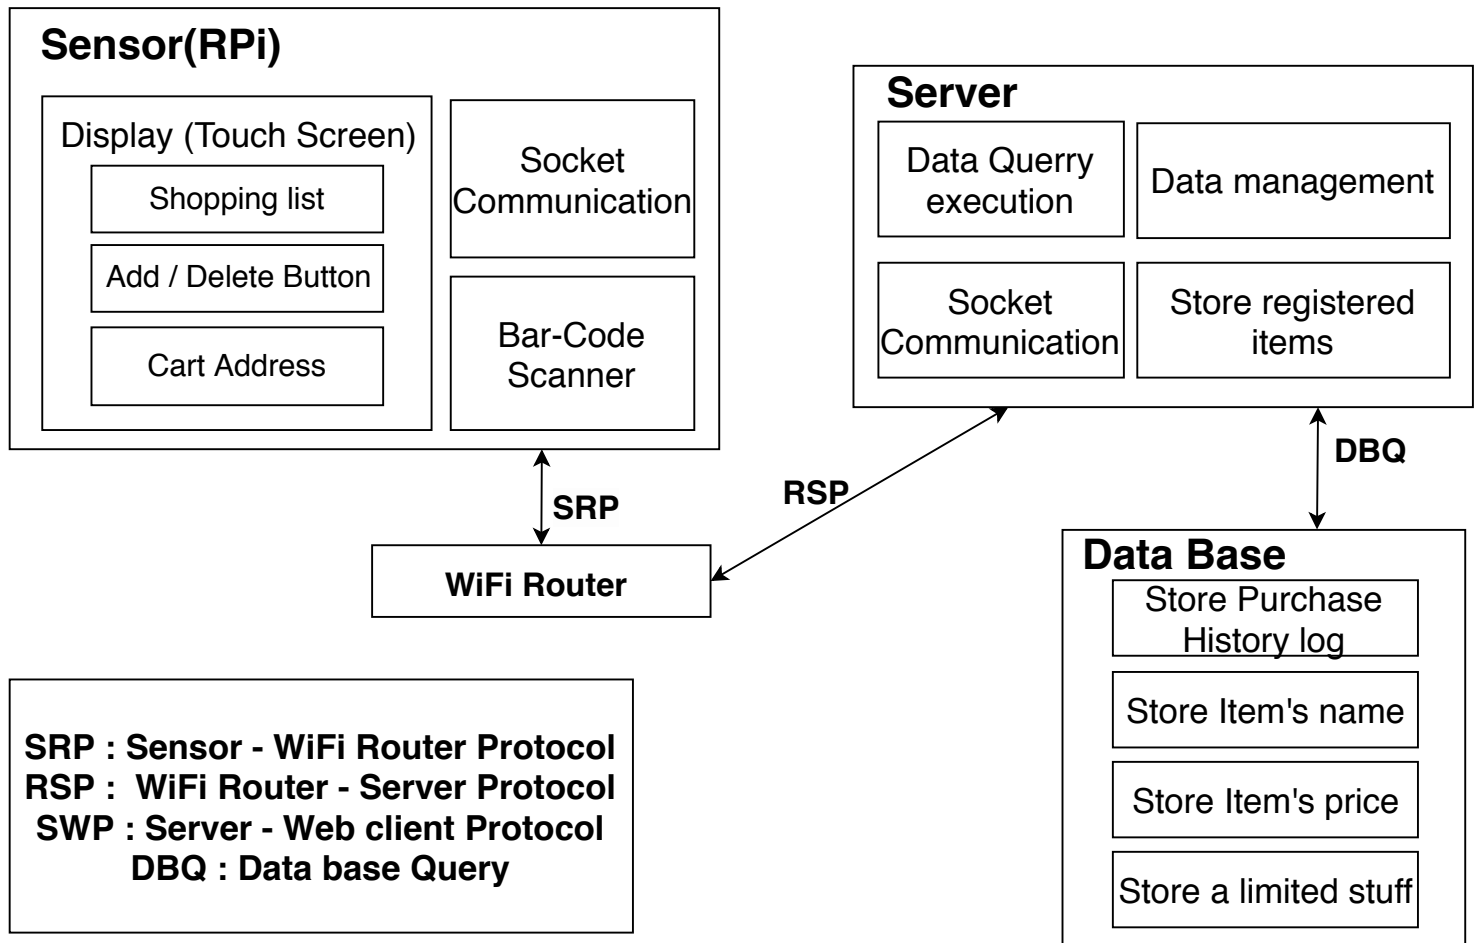 Sensor(RPi)
Display (Touch Screen)
Shopping list
Add / Delete Button
Cart Address
Socket
Communication
Bar-Code
Scanner
Server
Data Querry
execution
Data management
Socket
Communication
Store registered
items
SRP
RSP
DBQ
WiFi Router
Data Base
Store Purchase
History log
Store Item's name
Store Item's price
Store a limited stuff
SRP : Sensor - WiFi Router Protocol
RSP :  WiFi Router - Server Protocol
SWP : Server - Web client Protocol
DBQ : Data base Query